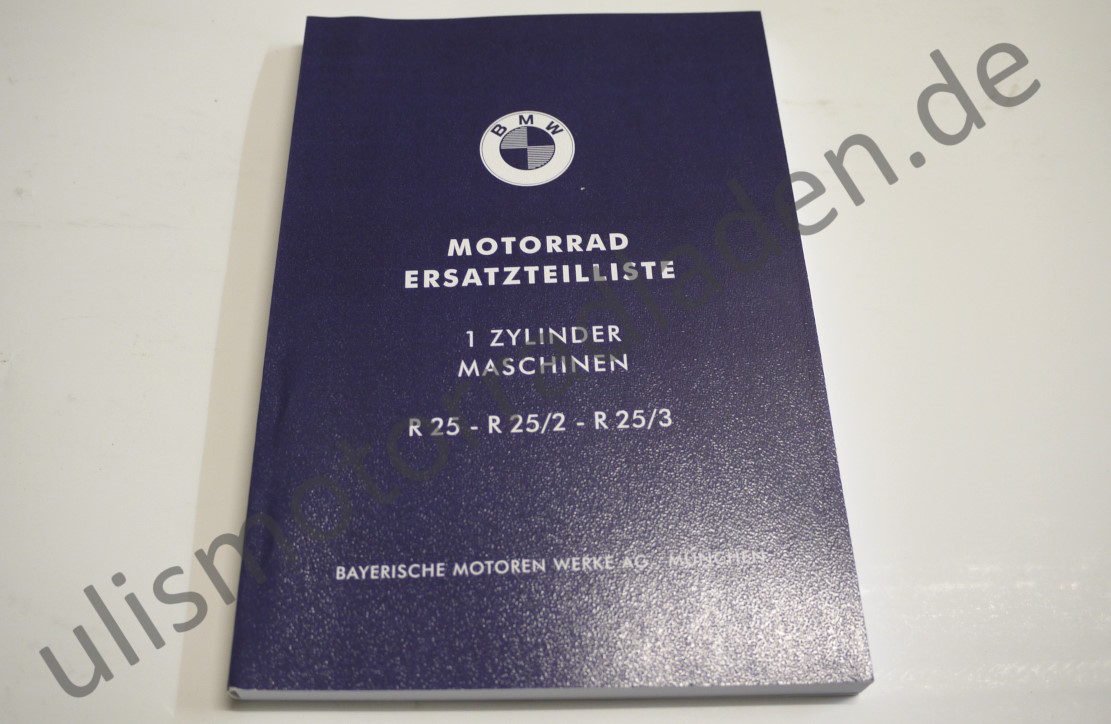 BMW
MOTORRAD
ERSATZTEILLISTE
1 ZYLINDER
MASCHINEN
R 25 - R 25/2 - R 25/3
BAYERISCHE MOTOREN WERKE AG MÜNCHEN
ulismotorradladen.de